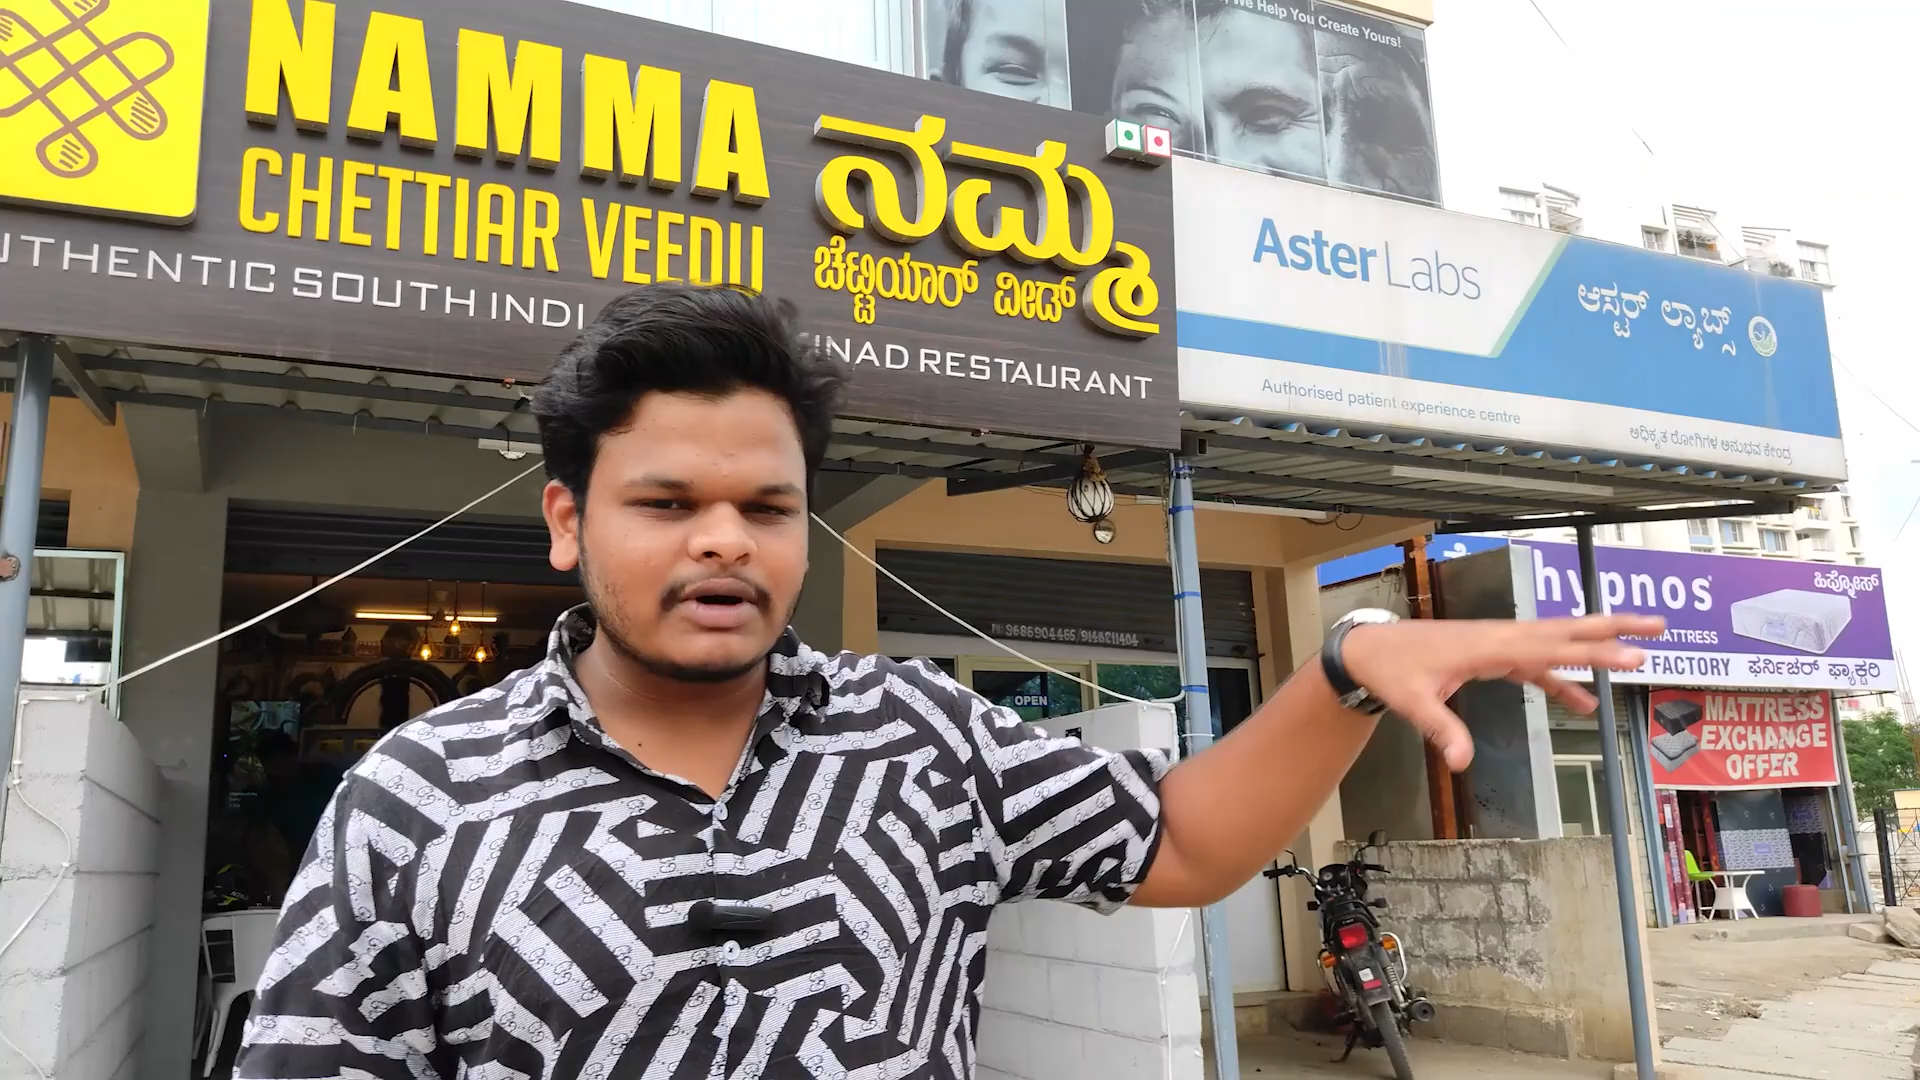 NAMMA
CHETTIAR VEEDU
UTHENTIC SOUTH INDI
INAD RESTAURANT
ನಮ್ಮ
ಚೆಟ್ಟಿಯಾರ್ ವೀಡ್
We Help You Create Yours!
Aster Labs
ಆಸ್ಟರ್ ಲ್ಯಾಬ್ಸ್
Authorised patient experience centre
ಅಧಿಕೃತ ರೋಗಿಗಳ ಅನುಭವ ಕೇಂದ್ರ
hypnos
ಹಿಪ್ನೋಸ್
MATTRESS
FACTORY ಫರ್ನಿಚರ್ ಫ್ಯಾಕ್ಟರಿ
MATTRESS
EXCHANGE
OFFER
OPEN